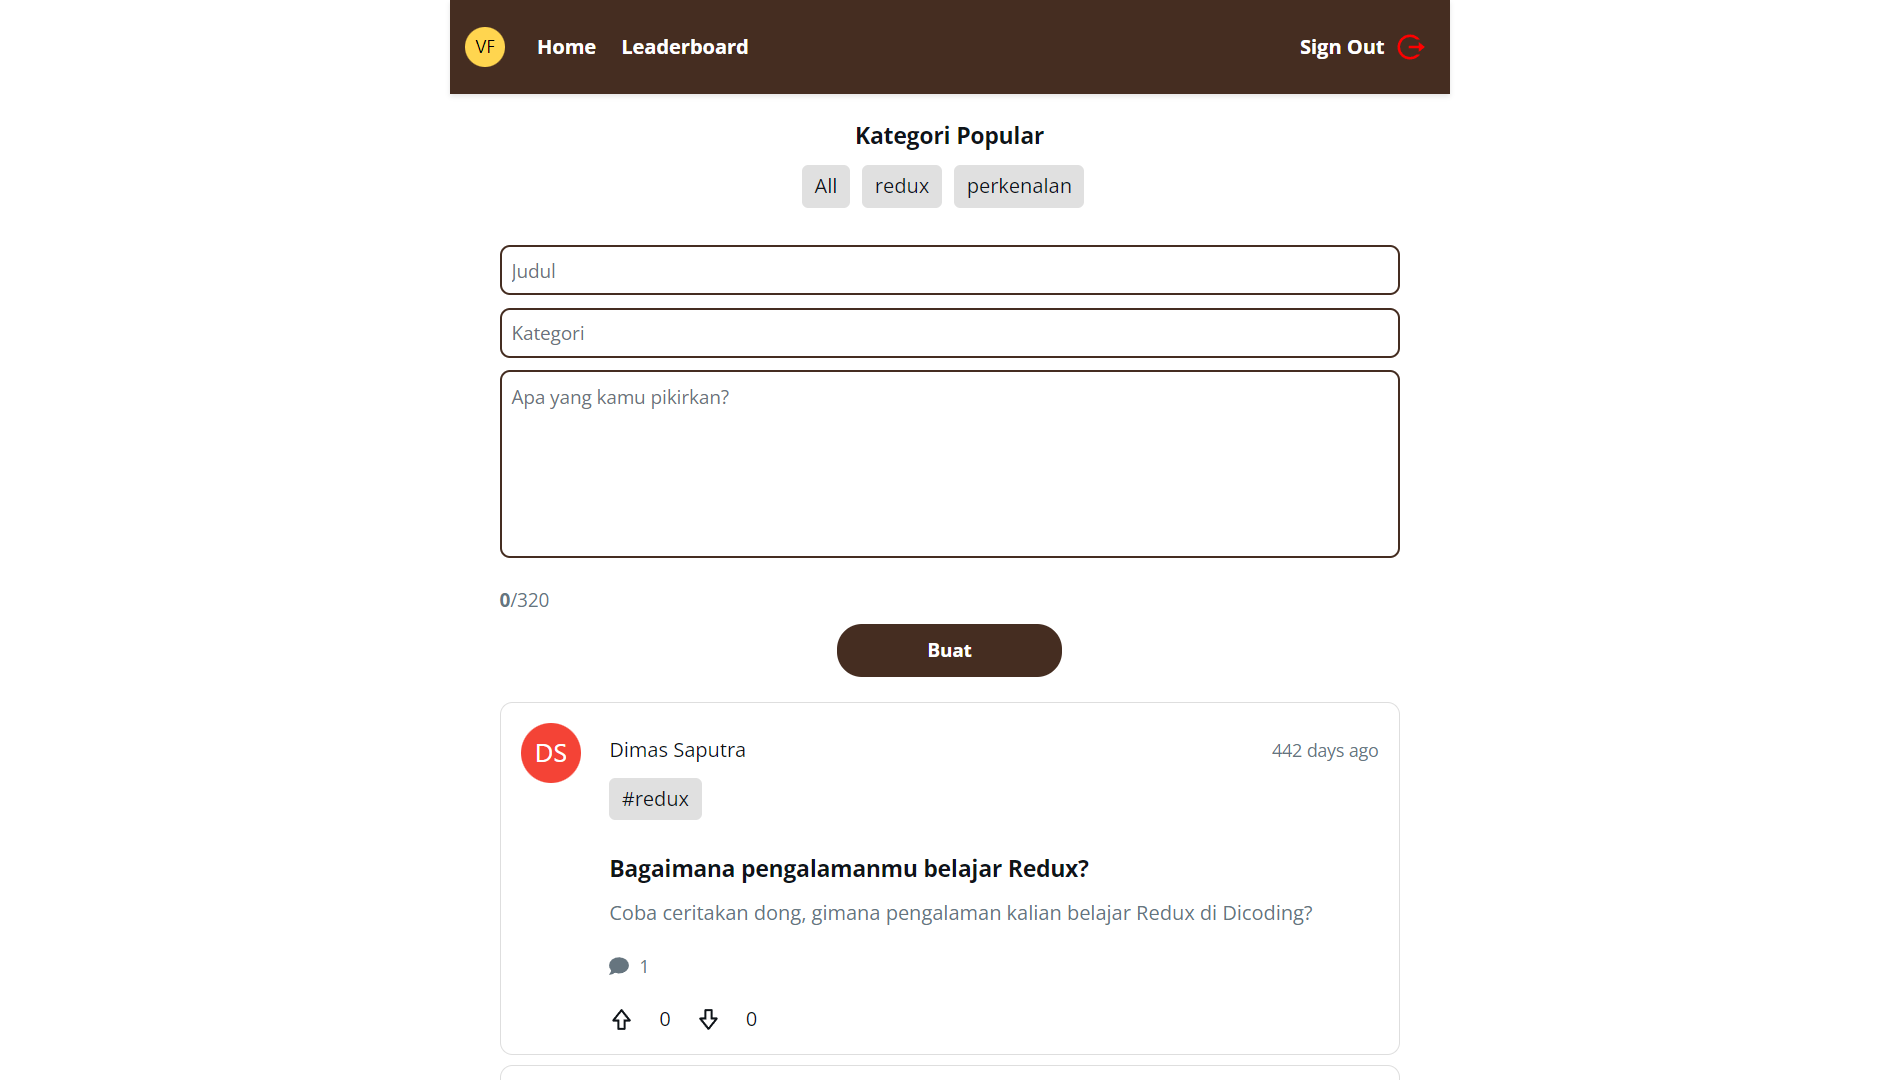 VF Home Leaderboard Sign Out
Kategori Popular
All redux perkenalan
Judul
Kategori
Apa yang kamu pikirkan?
0/320
Buat
DS Dimas Saputra 442 days ago
#redux
Bagaimana pengalamanmu belajar Redux?
Coba ceritakan dong, gimana pengalaman kalian belajar Redux di Dicoding?
1
0 0